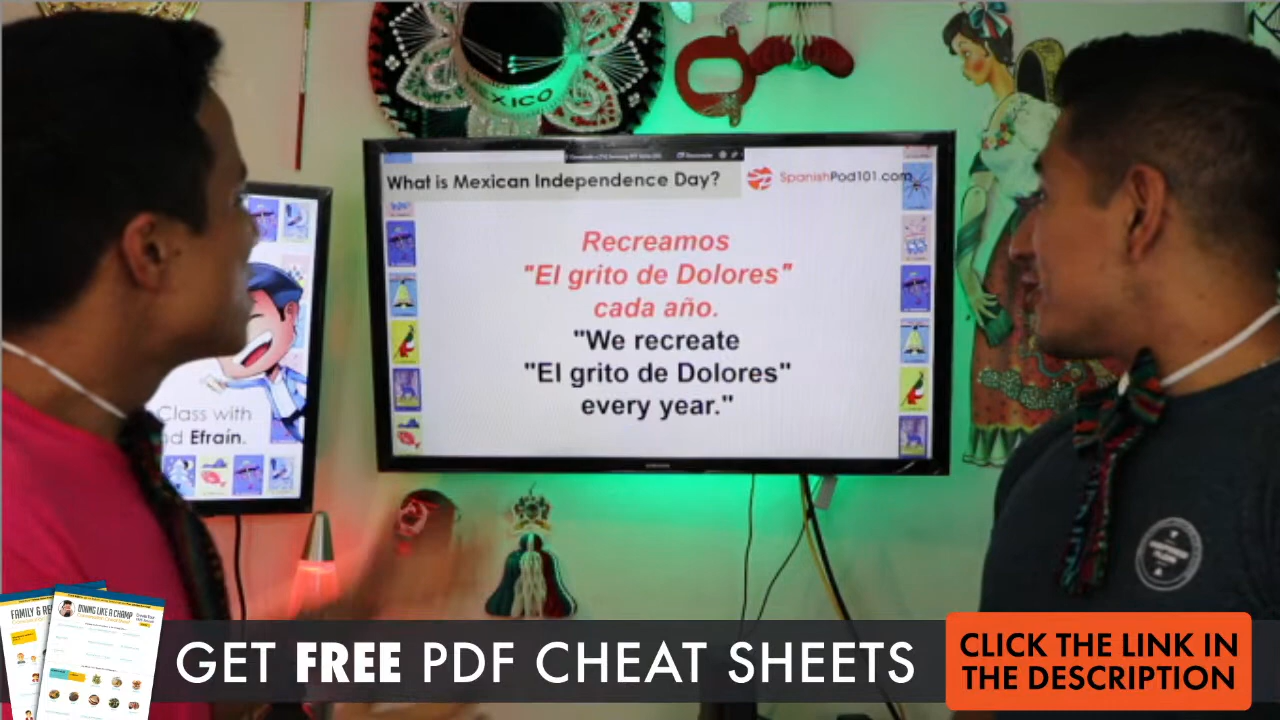 MEXICO
What is Mexican Independence Day?
SpanishPod101.com
Recreamos
"El grito de Dolores"
cada año.
"We recreate
"El grito de Dolores"
every year."
Class with
Efraín.
FAMILY & RE
DINING LIKE A CHAMP
GET FREE PDF CHEAT SHEETS
CLICK THE LINK IN
THE DESCRIPTION